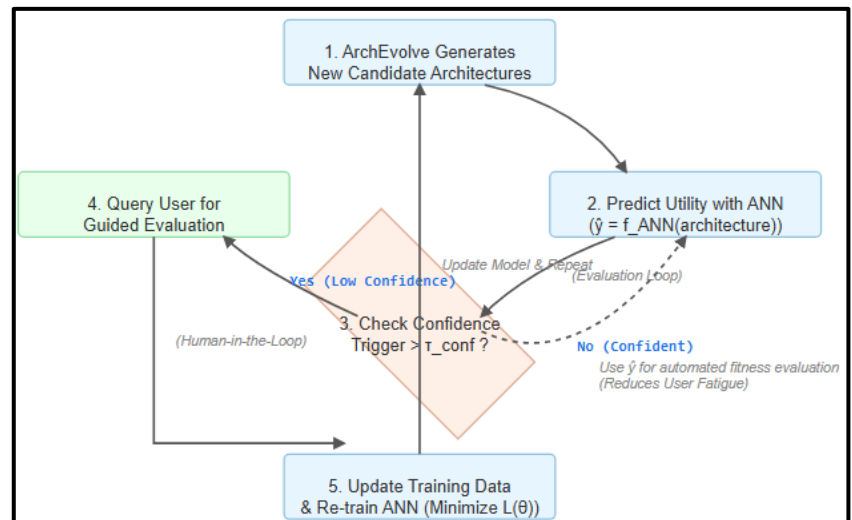 1. ArchEvolve Generates
New Candidate Architectures
4. Query User for
Guided Evaluation
2. Predict Utility with ANN
(ŷ = f_ANN(architecture))
Update Model & Repeat
(Evaluation Loop)
Yes (Low Confidence)
3. Check Confidence
Trigger > τ_conf ?
(Human-in-the-Loop)
No (Confident)
Use ŷ for automated fitness evaluation
(Reduces User Fatigue)
5. Update Training Data
& Re-train ANN (Minimize L(θ))